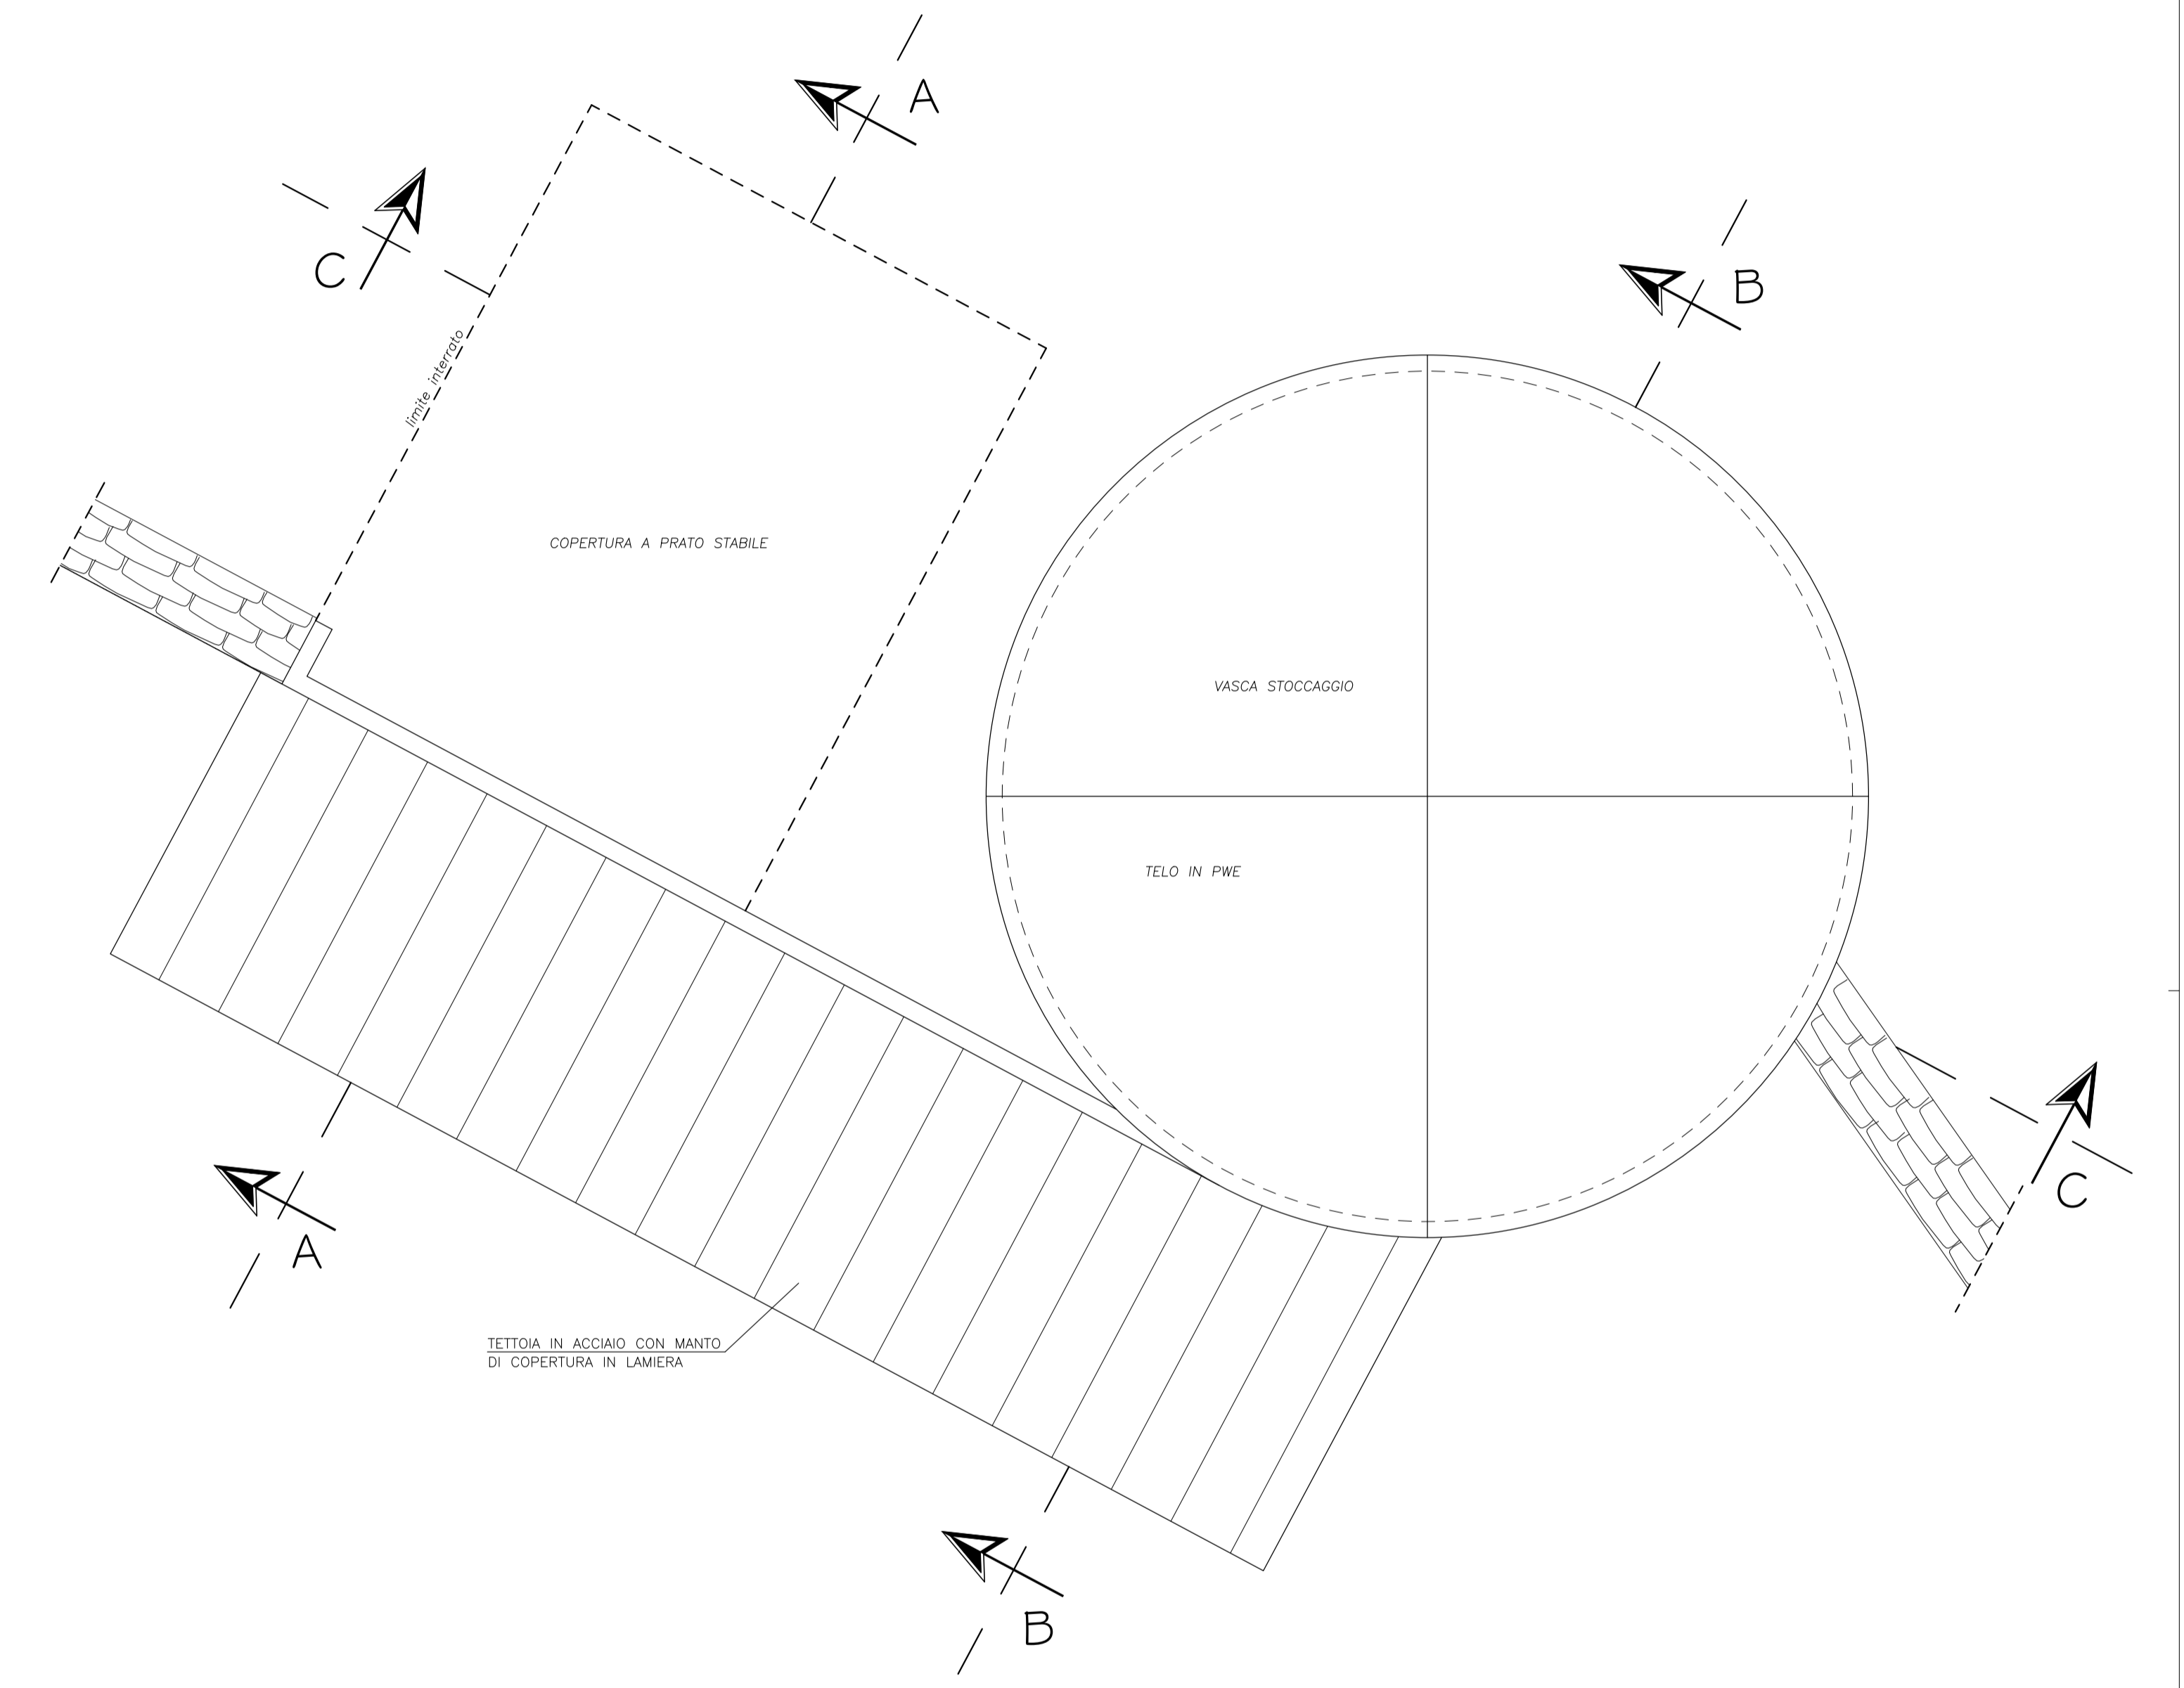 A
C
B
limite interrato
COPERTURA A PRATO STABILE
VASCA STOCCAGGIO
TELO IN PWE
C
A
TETTOIA IN ACCIAIO CON MANTO
DI COPERTURA IN LAMIERA
B